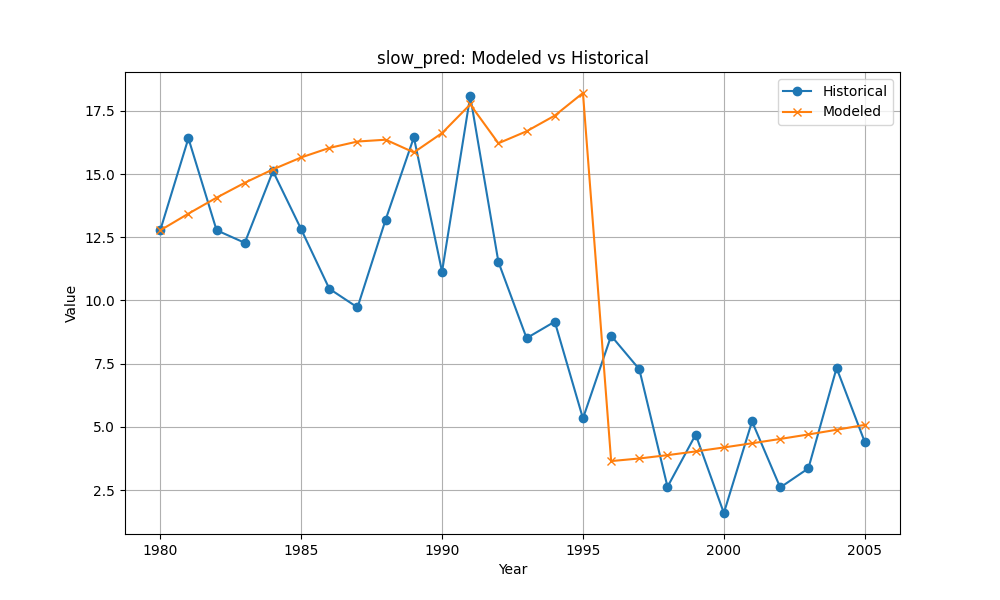 slow_pred: Modeled vs Historical
Historical
Modeled
17.5
15.0
12.5
10.0
7.5
5.0
2.5
Value
1980 1985 1990 1995 2000 2005
Year